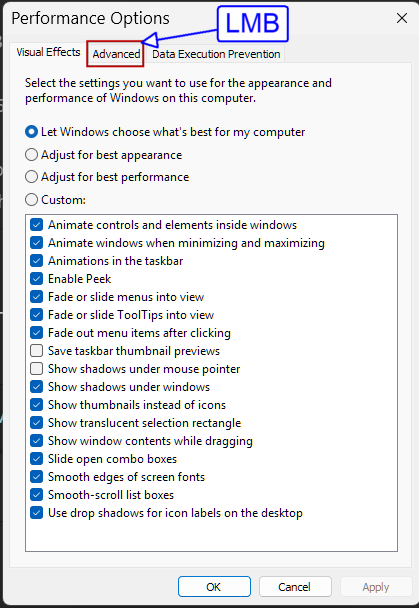 Performance Options
LMB
Visual Effects
Advanced
Data Execution Prevention
Select the settings you want to use for the appearance and
performance of Windows on this computer.
Let Windows choose what's best for my computer
Adjust for best appearance
Adjust for best performance
Custom:
Animate controls and elements inside windows
Animate windows when minimizing and maximizing
Animations in the taskbar
Enable Peek
Fade or slide menus into view
Fade or slide ToolTips into view
Fade out menu items after clicking
Save taskbar thumbnail previews
Show shadows under mouse pointer
Show shadows under windows
Show thumbnails instead of icons
Show translucent selection rectangle
Show window contents while dragging
Slide open combo boxes
Smooth edges of screen fonts
Smooth-scroll list boxes
Use drop shadows for icon labels on the desktop
OK
Cancel
Apply